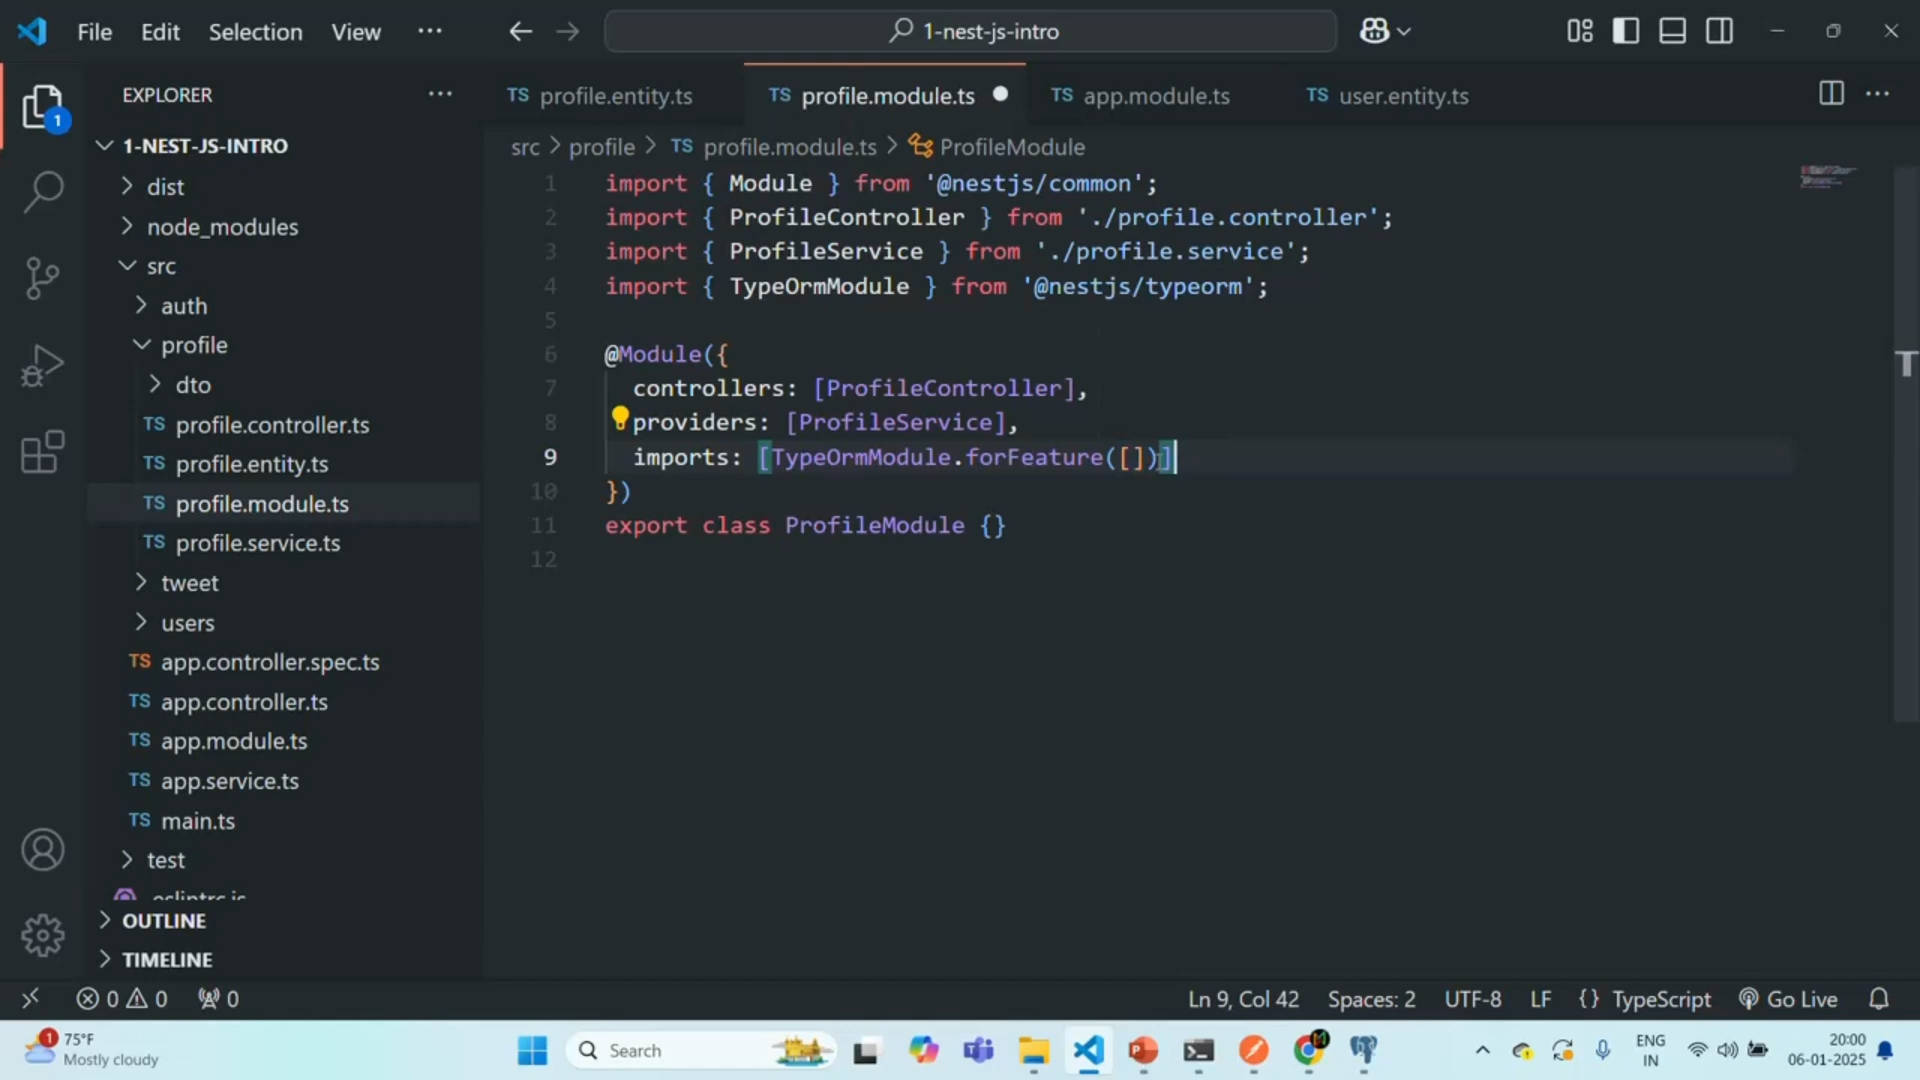 File Edit Selection View ···
1-nest-js-intro
EXPLORER ···
1
1-NEST-JS-INTRO
dist
node_modules
src
auth
profile
dto
TS profile.controller.ts
TS profile.entity.ts
TS profile.module.ts
TS profile.service.ts
tweet
users
TS app.controller.spec.ts
TS app.controller.ts
TS app.module.ts
TS app.service.ts
TS main.ts
test
.eslintrc.js
OUTLINE
TIMELINE
TS profile.entity.ts TS profile.module.ts TS app.module.ts TS user.entity.ts
src > profile > TS profile.module.ts > ProfileModule
1 import { Module } from '@nestjs/common';
2 import { ProfileController } from './profile.controller';
3 import { ProfileService } from './profile.service';
4 import { TypeOrmModule } from '@nestjs/typeorm';
5
6 @Module({
7 controllers: [ProfileController],
8 providers: [ProfileService],
9 imports: [TypeOrmModule.forFeature([])]
10 })
11 export class ProfileModule {}
12
0 0 0 Ln 9, Col 42 Spaces: 2 UTF-8 LF {} TypeScript Go Live
1 75°F
Mostly cloudy
Search
ENG
IN
20:00
06-01-2025